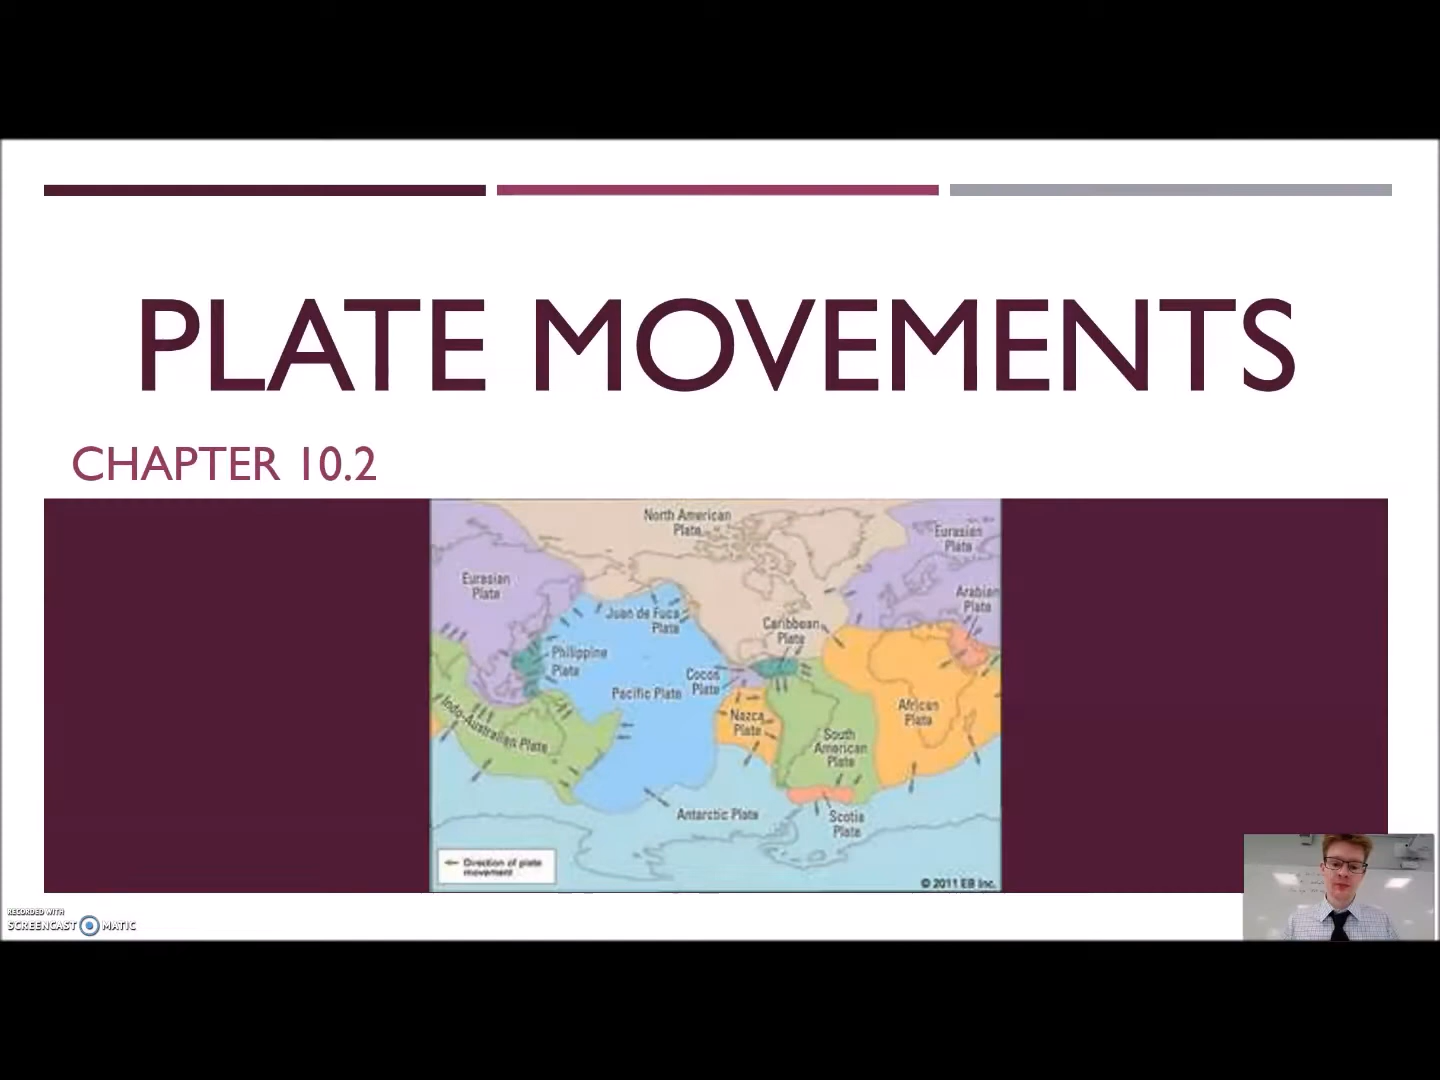 PLATE MOVEMENTS
CHAPTER 10.2
North American
Plate
Eurasian
Plate
Eurasian
Plate
Arabian
Plate
Juan de Fuca
Plate
Caribbean
Plate
Philippine
Plate
Cocos
Plate
Pacific Plate
Nazca
Plate
African
Plate
Indo-Australian Plate
South
American
Plate
Antarctic Plate
Scotia
Plate
Direction of plate
movement
© 2011 EB Inc.
RECORDED WITH
SCREENCAST MATIC